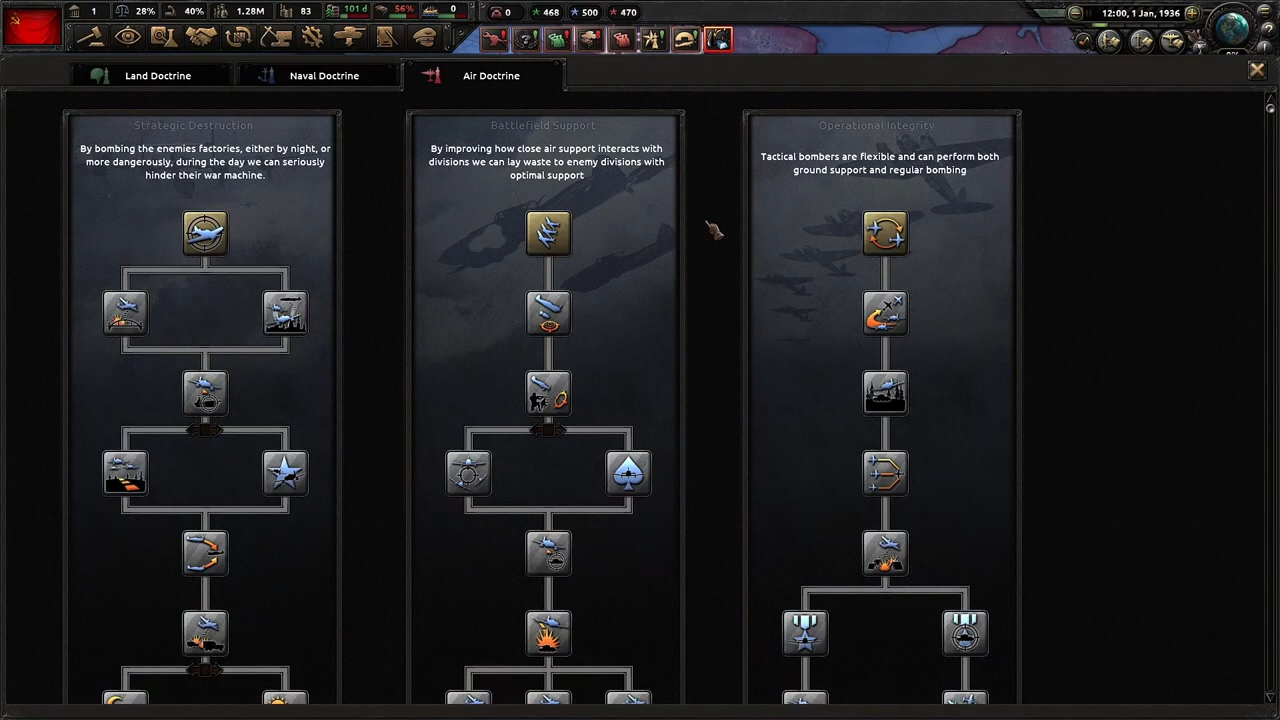 1 28% 40% 1.28M 83 101 d 56% 0 0 468 500 470 12:00, 1 Jan, 1936
0%
Land Doctrine Naval Doctrine Air Doctrine
Strategic Destruction
By bombing the enemies factories, either by night, or
more dangerously, during the day we can seriously
hinder their war machine.
Battlefield Support
By improving how close air support interacts with
divisions we can lay waste to enemy divisions with
optimal support
Operational Integrity
Tactical bombers are flexible and can perform both
ground support and regular bombing